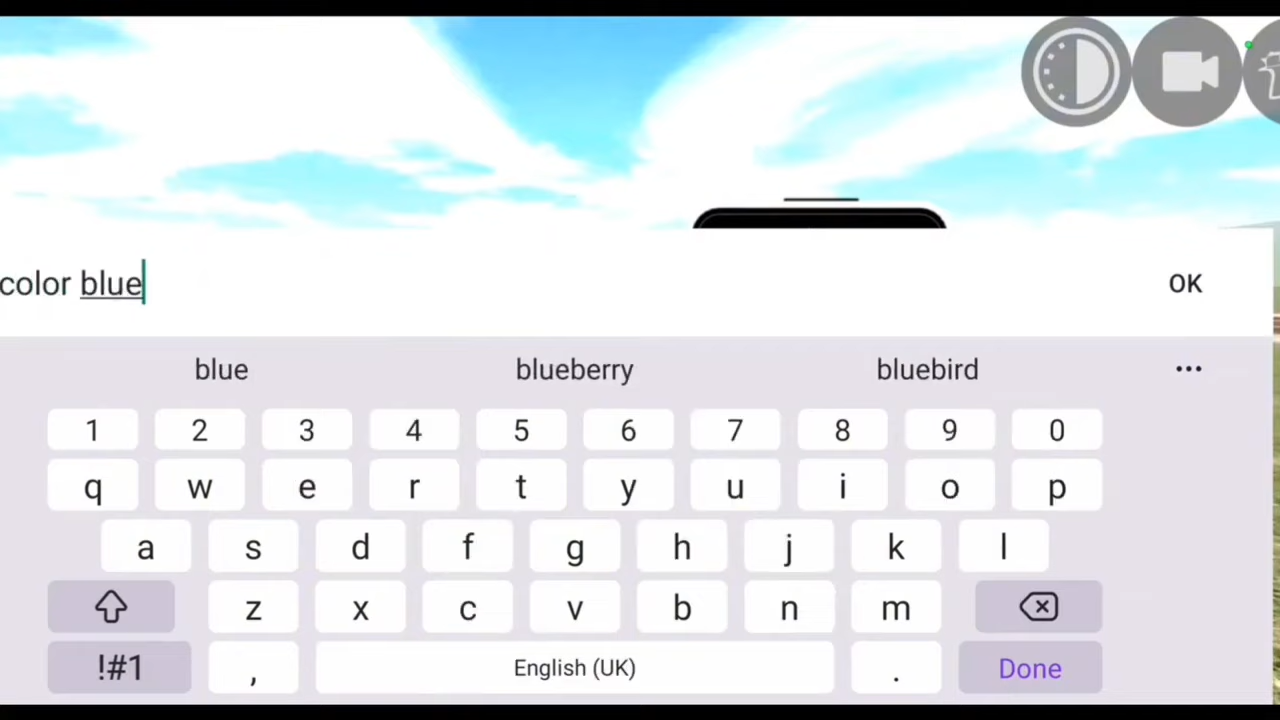 color blue
OK
blue blueberry bluebird ...
1 2 3 4 5 6 7 8 9 0
q w e r t y u i o p
a s d f g h j k l
z x c v b n m
!#1 , English (UK) . Done